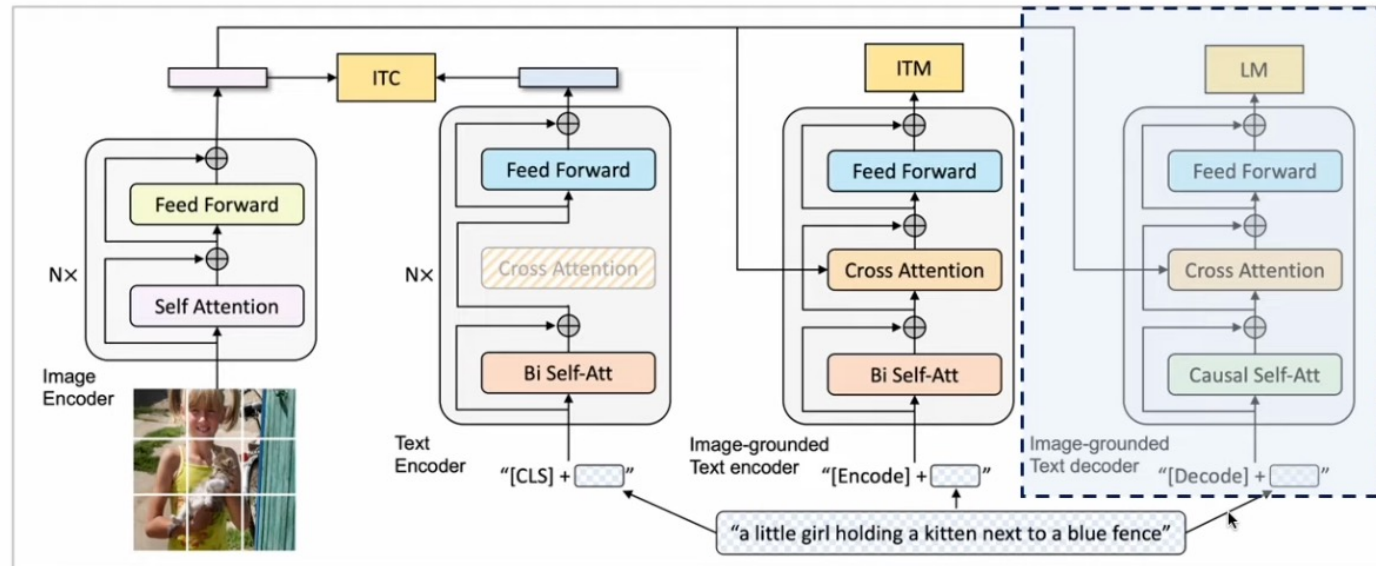 ITC
ITM
LM
Feed Forward
Self Attention
N×
Image
Encoder
Feed Forward
Cross Attention
Bi Self-Att
N×
Text
Encoder
“[CLS] + ”
Feed Forward
Cross Attention
Bi Self-Att
Image-grounded
Text encoder
“[Encode] + ”
Feed Forward
Cross Attention
Causal Self-Att
Image-grounded
Text decoder
“[Decode] + ”
“a little girl holding a kitten next to a blue fence”